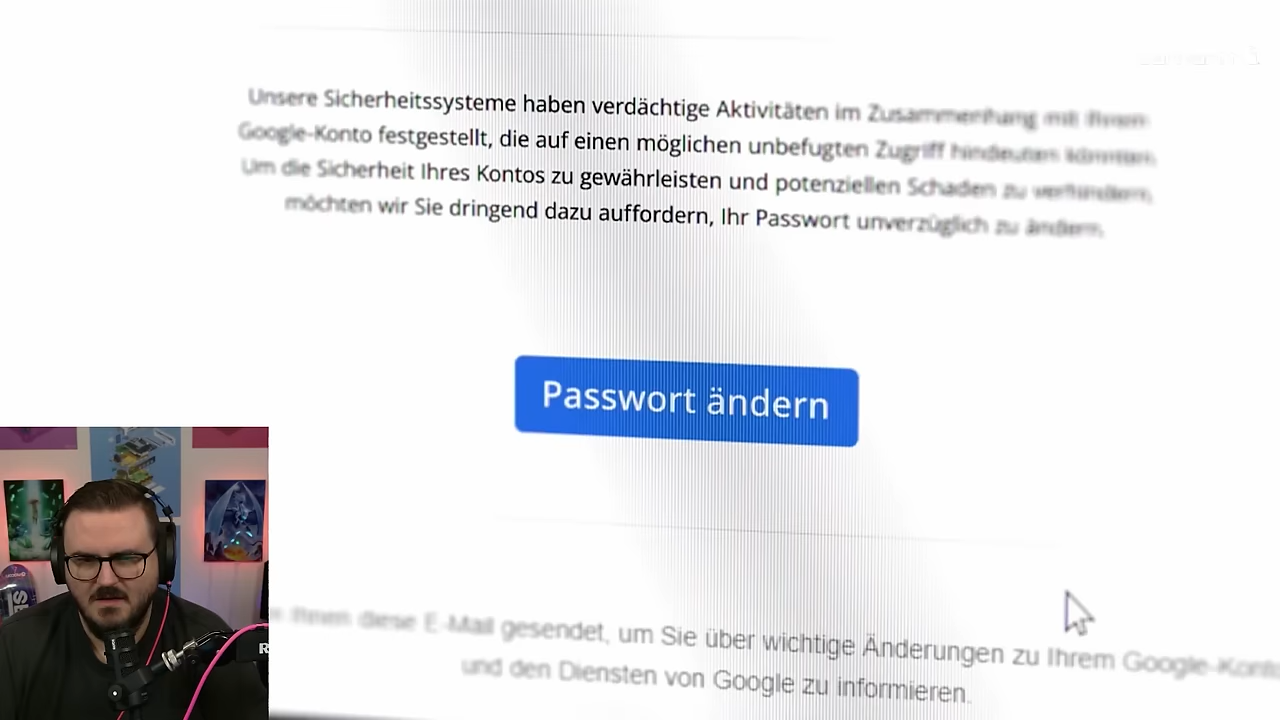 Unsere Sicherheitssysteme haben verdächtige Aktivitäten im Zusammenhang mit Ihrem
Google-Konto festgestellt, die auf einen möglichen unbefugten Zugriff hindeuten könnten.
Um die Sicherheit Ihres Kontos zu gewährleisten und potenziellen Schaden zu verhindern,
möchten wir Sie dringend dazu auffordern, Ihr Passwort unverzüglich zu ändern.
Passwort ändern
Ihnen diese E-Mail gesendet, um Sie über wichtige Änderungen zu Ihrem Google-Konto
und den Diensten von Google zu informieren.